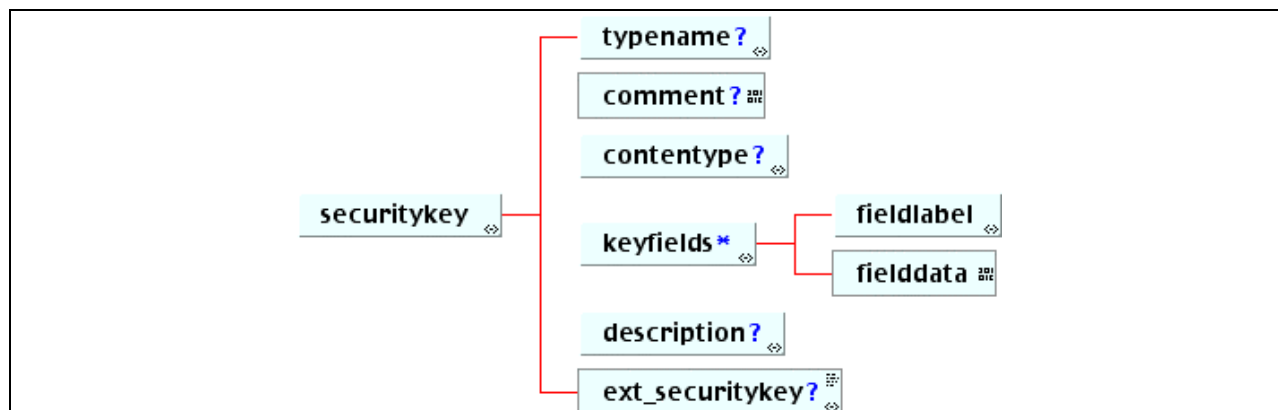 typename?
comment?
contentype?
securitykey
fieldlabel
keyfields*
fielddata
description?
ext_securitykey?